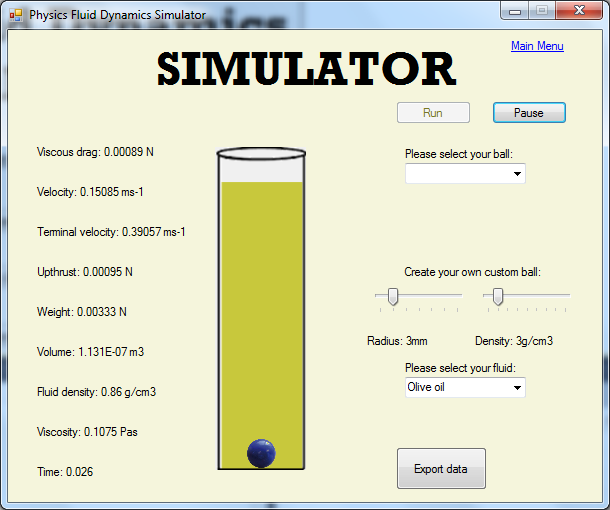 Physics Fluid Dynamics Simulator
Main Menu
SIMULATOR
Run
Pause
Viscous drag: 0.00089 N
Please select your ball:
Velocity: 0.15085 ms-1
Terminal velocity: 0.39057 ms-1
Upthrust: 0.00095 N
Create your own custom ball:
Weight: 0.00333 N
Radius: 3mm
Density: 3g/cm3
Volume: 1.131E-07 m3
Please select your fluid:
Olive oil
Fluid density: 0.86 g/cm3
Viscosity: 0.1075 Pas
Time: 0.026
Export data